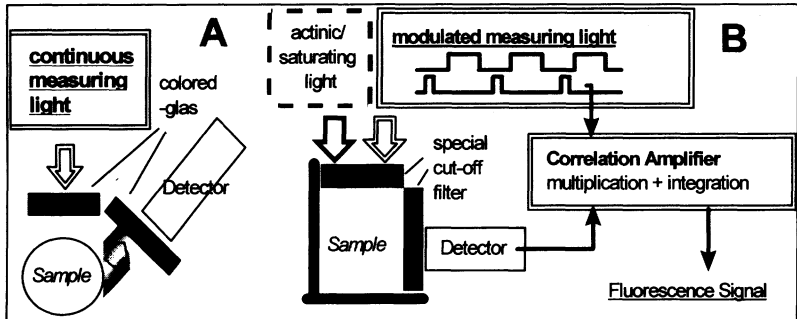 A
continuous
measuring
light
colored
-glas
Detector
Sample
actinic/
saturating
light
modulated measuring light
B
special
cut-off
filter
Sample
Detector
Correlation Amplifier
multiplication + integration
Fluorescence Signal